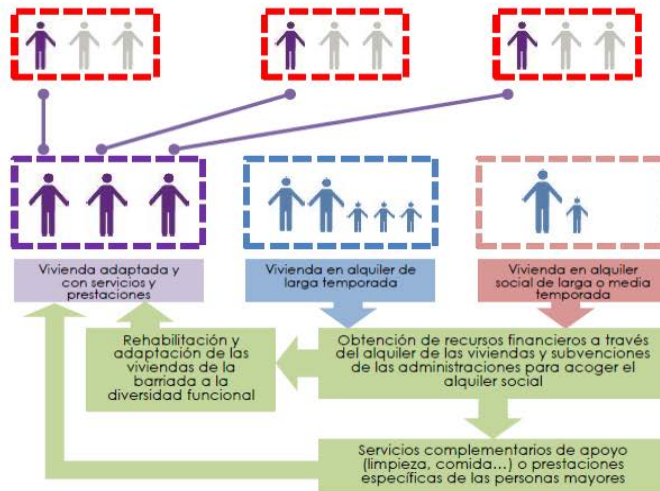 Vivienda adaptada y
con servicios y
prestaciones
Vivienda en alquiler de
larga temporada
Vivienda en alquiler
social de larga o media
temporada
Rehabilitación y
adaptación de las
viviendas de la
barriada a la
diversidad funcional
Obtención de recursos financieros a través
del alquiler de las viviendas y subvenciones
de las administraciones para acoger el
alquiler social
Servicios complementarios de apoyo
(limpieza, comida...) o prestaciones
específicas de las personas mayores